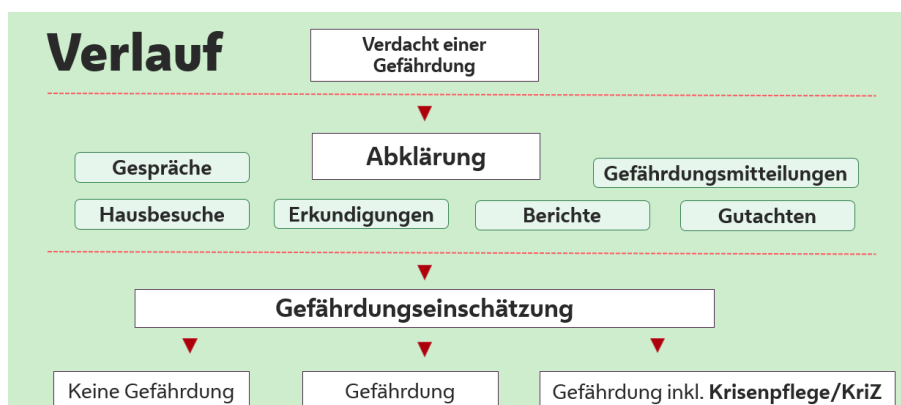 Verlauf
Verdacht einer
Gefährdung
Abklärung
Gespräche
Gefährdungsmitteilungen
Hausbesuche
Erkundigungen
Berichte
Gutachten
Gefährdungseinschätzung
Keine Gefährdung
Gefährdung
Gefährdung inkl. Krisenpflege/KriZ